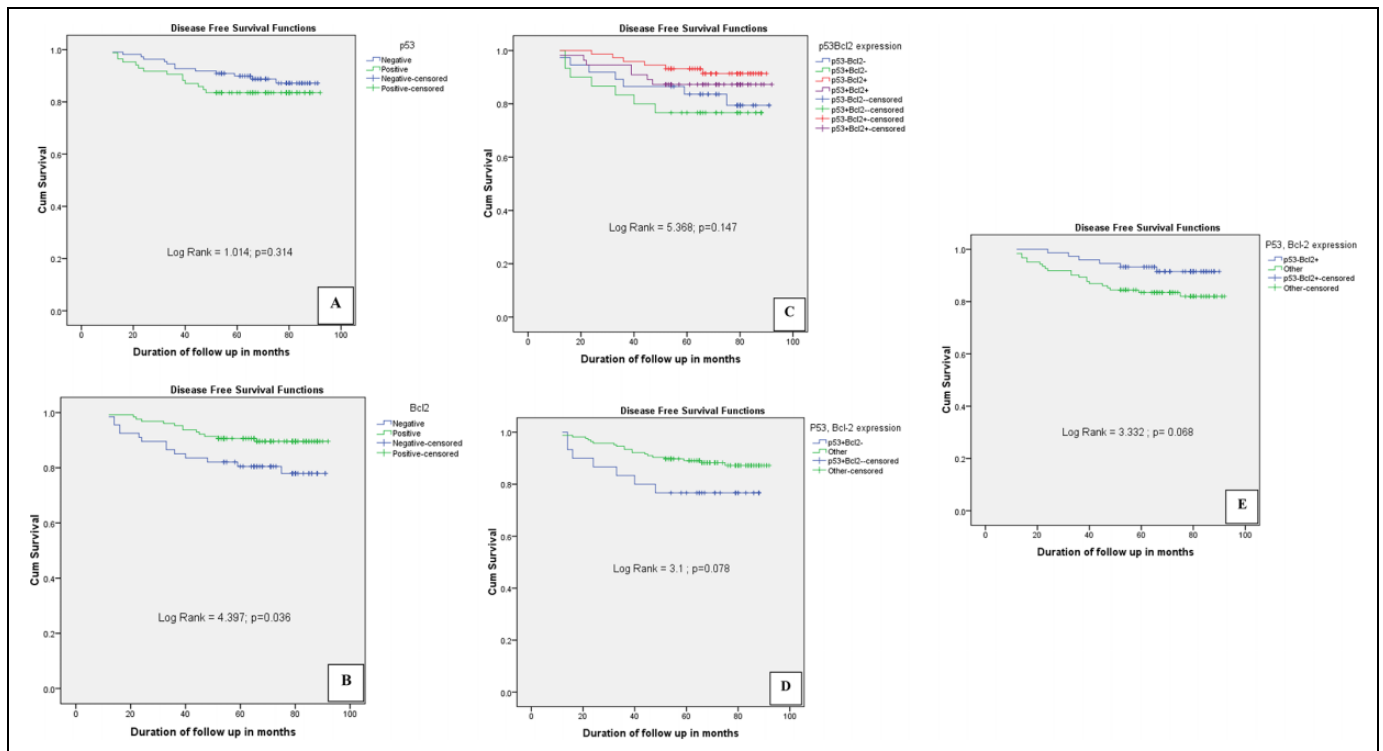 Disease Free Survival Functions
p53
Negative
Positive
Negative-censored
Positive-censored
1.0
0.8
0.6
0.4
0.2
0.0
Cum Survival
Log Rank = 1.014; p=0.314
A
0 20 40 60 80 100
Duration of follow up in months
Disease Free Survival Functions
Bcl2
Negative
Positive
Negative-censored
Positive-censored
1.0
0.8
0.6
0.4
0.2
0.0
Cum Survival
Log Rank = 4.397; p=0.036
B
0 20 40 60 80 100
Duration of follow up in months
Disease Free Survival Functions
p53Bcl2 expression
p53-Bcl2-
p53+Bcl2-
p53-Bcl2+
p53+Bcl2+
p53-Bcl2--censored
p53+Bcl2--censored
p53-Bcl2+-censored
p53+Bcl2+-censored
1.0
0.8
0.6
0.4
0.2
0.0
Cum Survival
Log Rank = 5.368; p=0.147
C
0 20 40 60 80 100
Duration of follow up in months
Disease Free Survival Functions
P53, Bcl-2 expression
p53+Bcl2-
Other
p53+Bcl2--censored
Other-censored
1.0
0.8
0.6
0.4
0.2
0.0
Cum Survival
Log Rank = 3.1 ; p=0.078
D
0 20 40 60 80 100
Duration of follow up in months
Disease Free Survival Functions
P53, Bcl-2 expression
p53-Bcl2+
Other
p53-Bcl2+-censored
Other-censored
1.0
0.8
0.6
0.4
0.2
0.0
Cum Survival
Log Rank = 3.332 ; p= 0.068
E
0 20 40 60 80 100
Duration of follow up in months